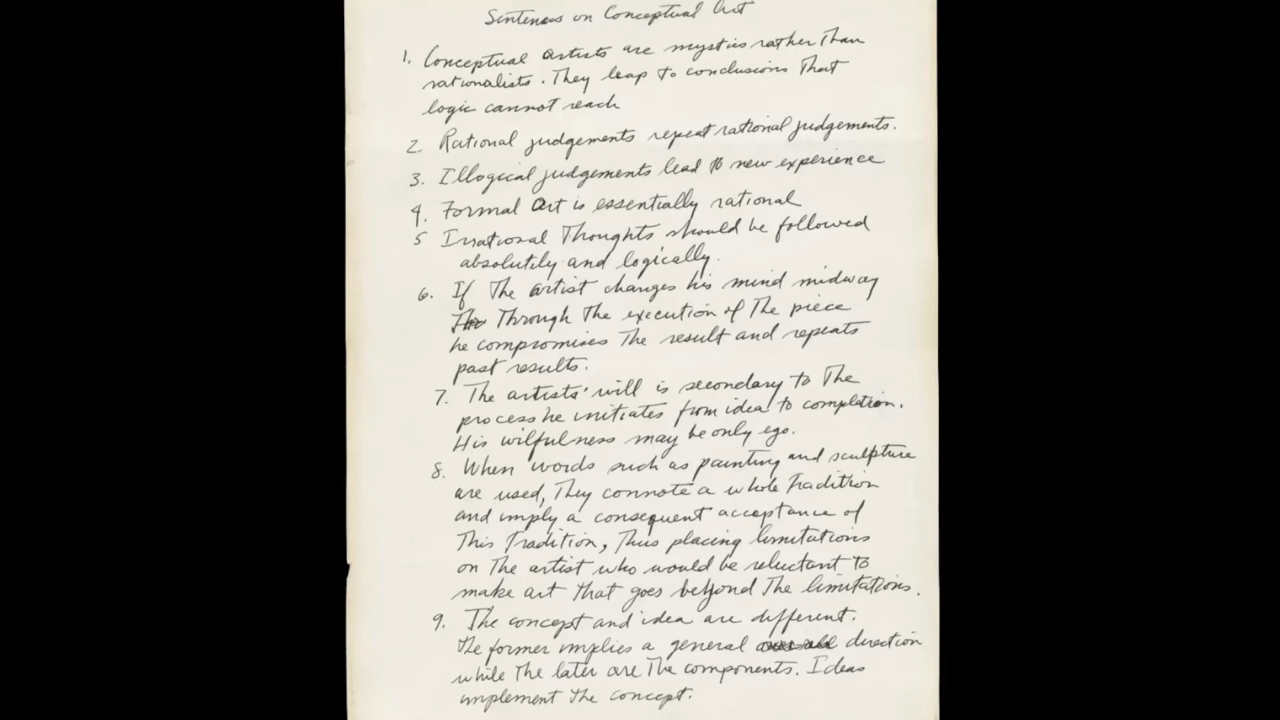 Sentences on Conceptual Art
1. Conceptual Artists are mystics rather Than
rationalists. They leap to conclusions That
logic cannot reach
2. Rational judgements repeat rational judgements.
3. Illogical judgements lead to new experience
4. Formal Art is essentially rational
5 Irrational Thoughts should be followed
absolutely and logically.
6. If The artist changes his mind midway
Thr Through The execution of The piece
he compromises The result and repeats
past results.
7. The artists' will is secondary to The
process he initiates from idea to completion.
His wilfulness may be only ego.
8. When words such as painting and sculpture
are used, They connote a whole Tradition
and imply a consequent acceptance of
This Tradition, Thus placing limitations
on The artist who would be reluctant to
make art That goes beyond The limitations.
9. The concept and idea are different.
The former implies a general over all direction
while The later are The components. Ideas
implement The concept.